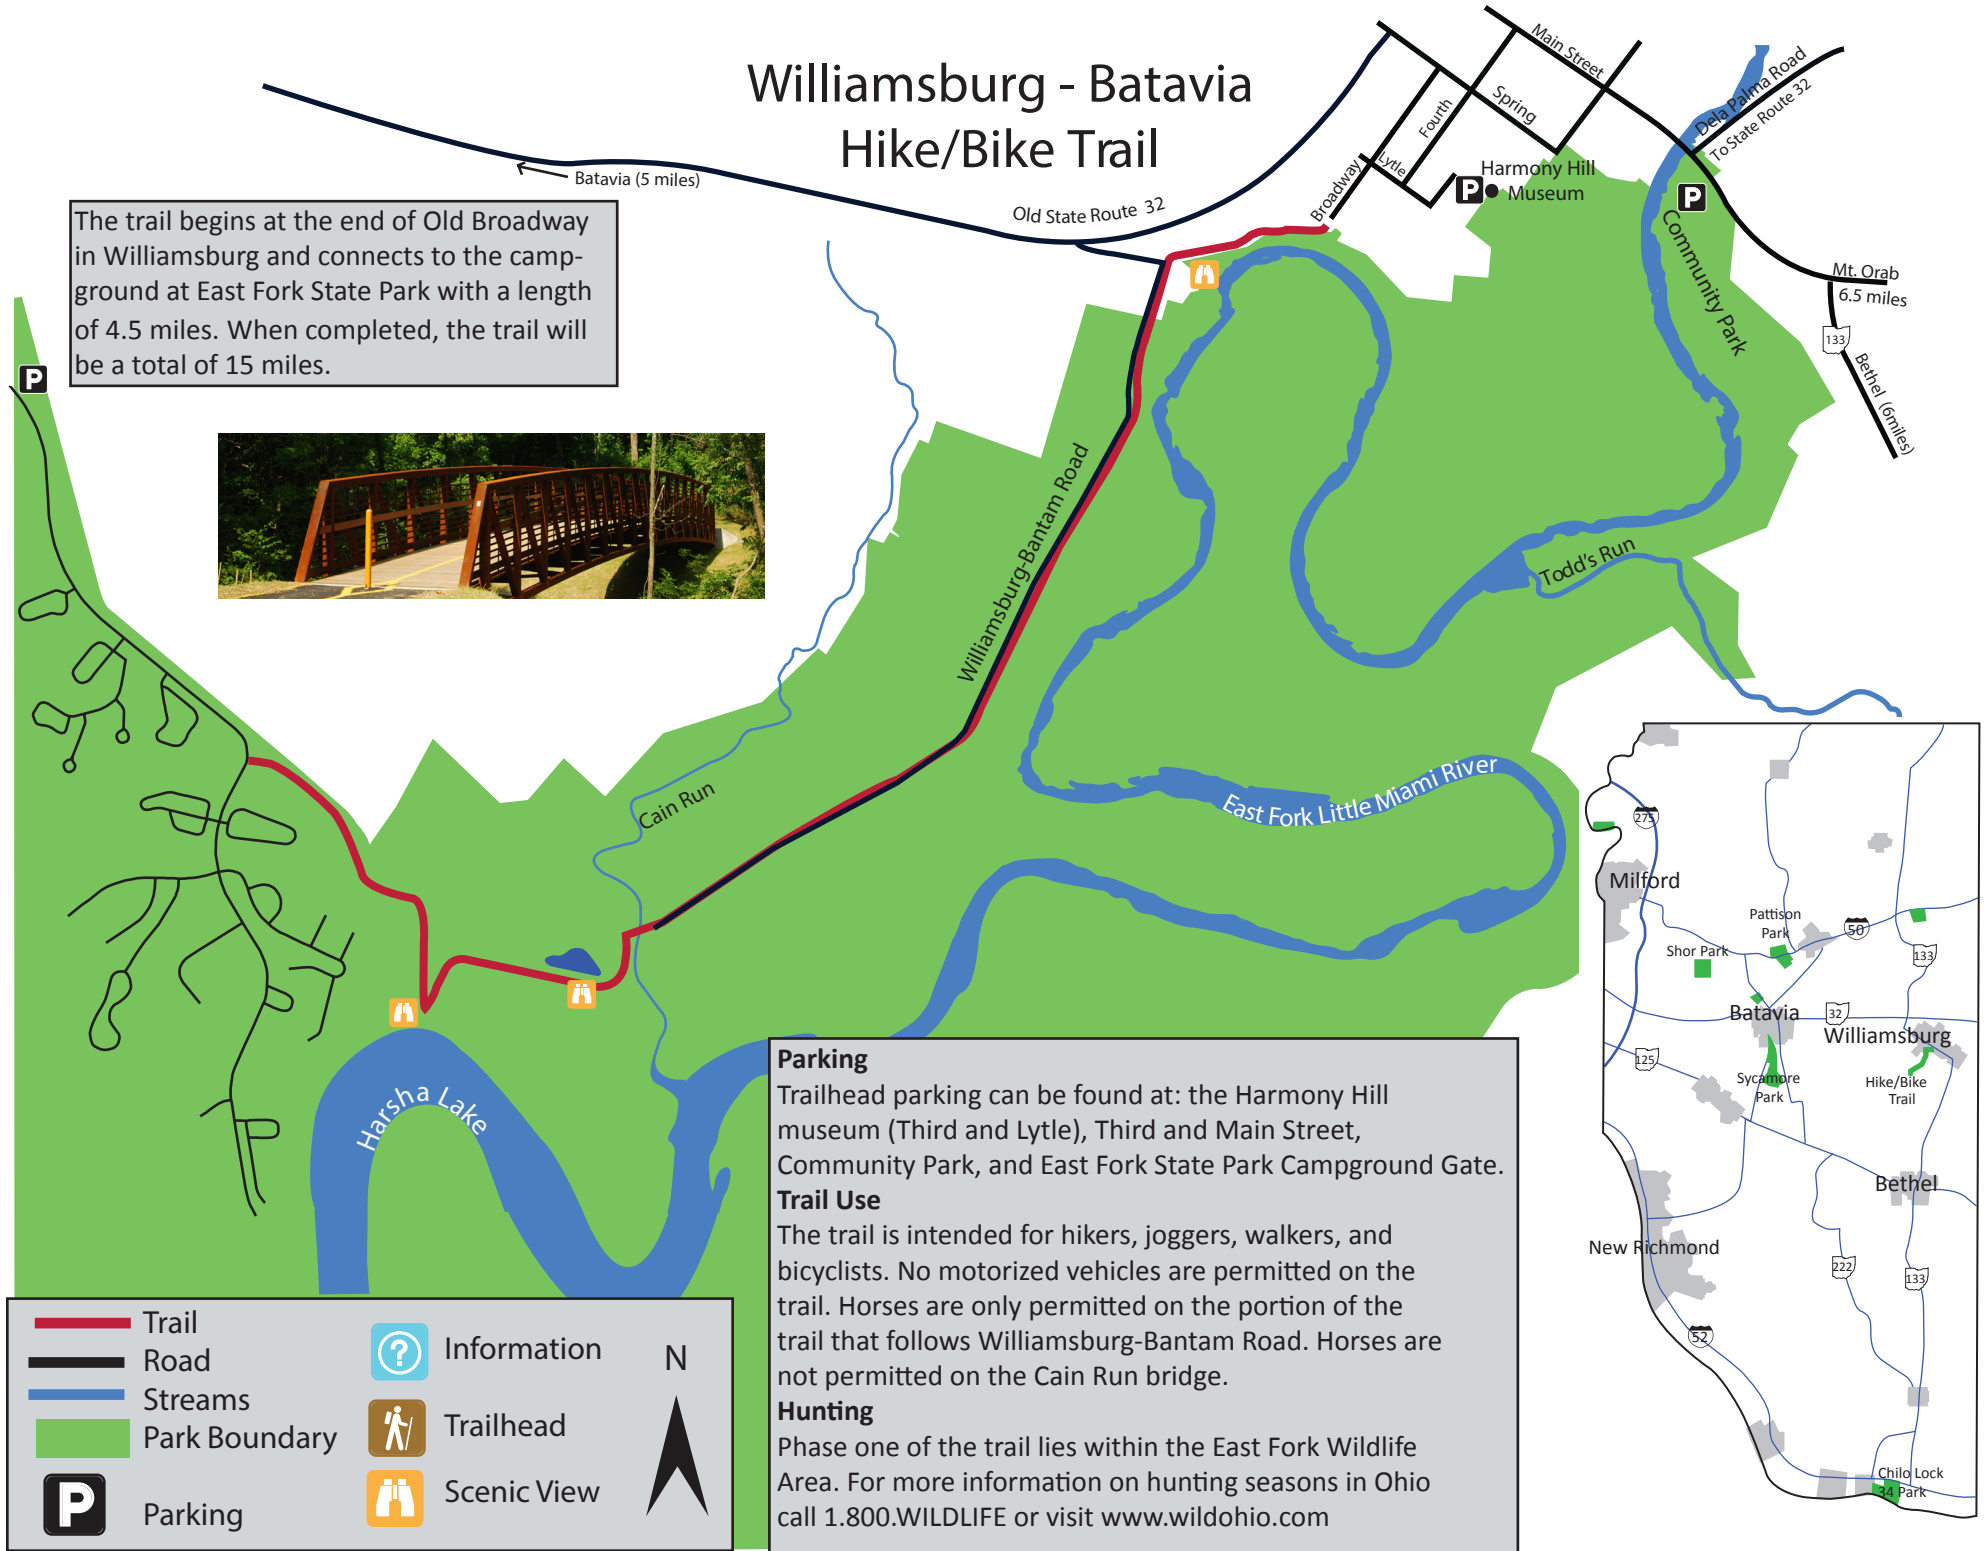 Williamsburg - Batavia
Hike/Bike Trail
Main Street
Dela Palma Road
To State Route 32
Spring
Fourth
Lytle
Broadway
P
Harmony Hill
Museum
P
Community Park
Mt. Orab
6.5 miles
133
Bethel (6miles)
Batavia (5 miles)
Old State Route 32
The trail begins at the end of Old Broadway
in Williamsburg and connects to the camp-
ground at East Fork State Park with a length
of 4.5 miles. When completed, the trail will
be a total of 15 miles.
P
Williamsburg-Bantam Road
Todd's Run
Cain Run
East Fork Little Miami River
Harsha Lake
Parking
Trailhead parking can be found at: the Harmony Hill
museum (Third and Lytle), Third and Main Street,
Community Park, and East Fork State Park Campground Gate.
Trail Use
The trail is intended for hikers, joggers, walkers, and
bicyclists. No motorized vehicles are permitted on the
trail. Horses are only permitted on the portion of the
trail that follows Williamsburg-Bantam Road. Horses are
not permitted on the Cain Run bridge.
Hunting
Phase one of the trail lies within the East Fork Wildlife
Area. For more information on hunting seasons in Ohio
call 1.800.WILDLIFE or visit www.wildohio.com
Trail
Road
Streams
Park Boundary
P
Parking
?
Information
Trailhead
Scenic View
N
275
Milford
Pattison
Park
50
Shor Park
133
Batavia
32
Williamsburg
125
Sycamore
Park
Hike/Bike
Trail
Bethel
New Richmond
222
133
52
Chilo Lock
34 Park